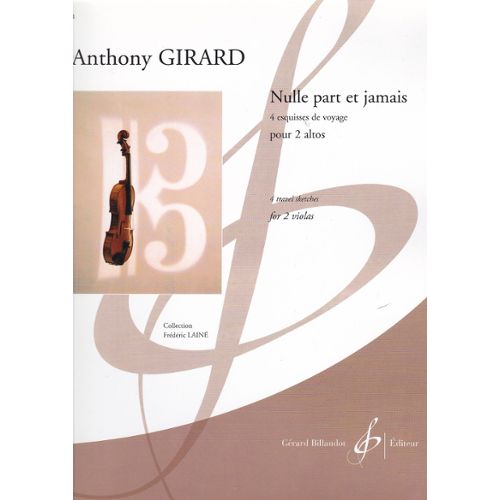 Anthony GIRARD
Nulle part et jamais
4 esquisses de voyage
pour 2 altos
4 travel sketches
for 2 violas
Collection
Frédéric LAINÉ
Gérard Billaudot Éditeur